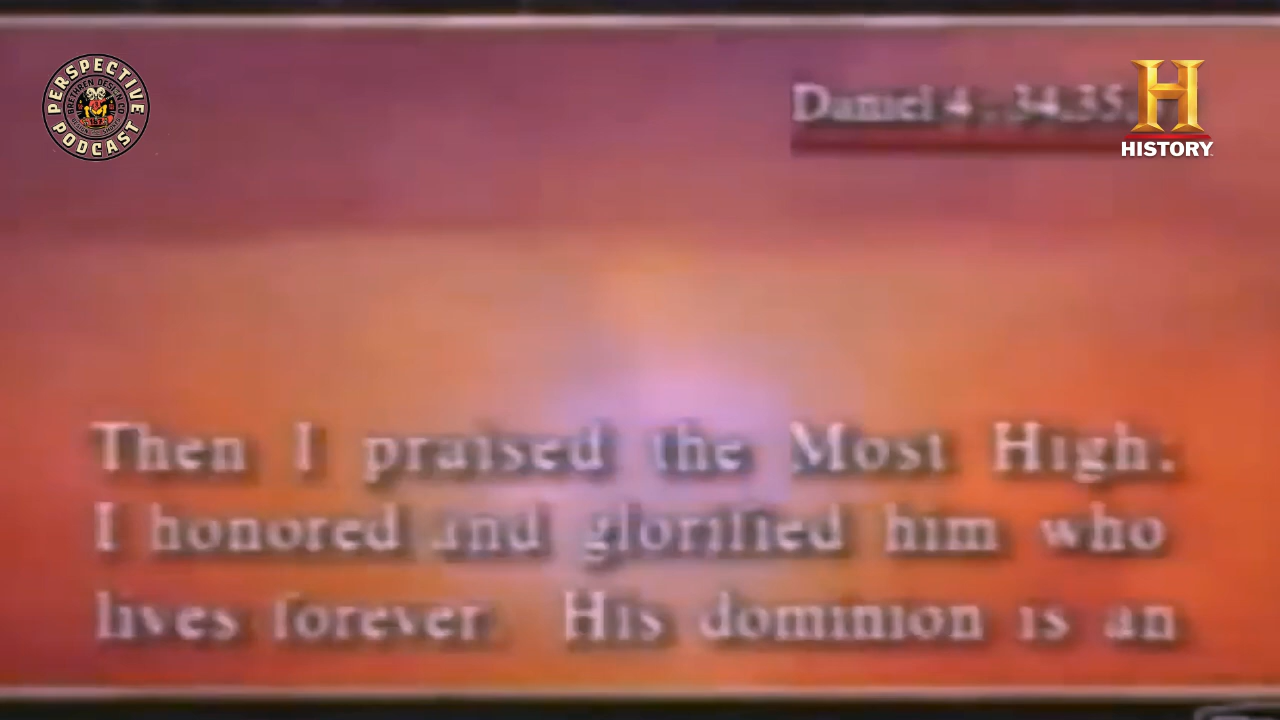 PERSPECTIVE PODCAST
Daniel 4 . 34.35.
HISTORY
Then I praised the Most High.
I honored and glorified him who
lives forever. His dominion is an